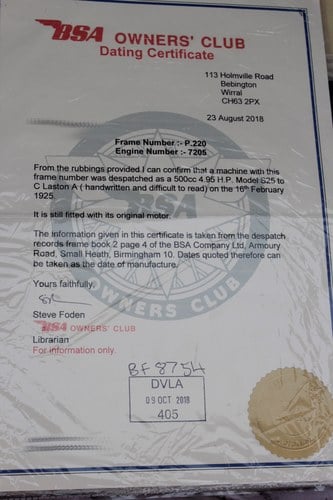 BSA OWNERS' CLUB
Dating Certificate
113 Holmville Road
Bebington
Wirral
CH63 2PX
23 August 2018
Frame Number :- P.220
Engine Number :- 7205
From the rubbings provided I can confirm that a machine with this
frame number was despatched as a 500cc 4.95 H.P. Model S25 to
C Laston A ( handwritten and difficult to read) on the 16th February
1925.
It is still fitted with its original motor.
The information given in this certificate is taken from the despatch
records frame book 2 page 4 of the BSA Company Ltd, Armoury
Road, Small Heath, Birmingham 10. Dates quoted therefore can
be taken as the date of manufacture.
Yours faithfully,
Steve Foden
BSA OWNERS' CLUB
Librarian
For information only.
BF 8754
DVLA
09 OCT 2018
405
BSA
OWNERS CLUB